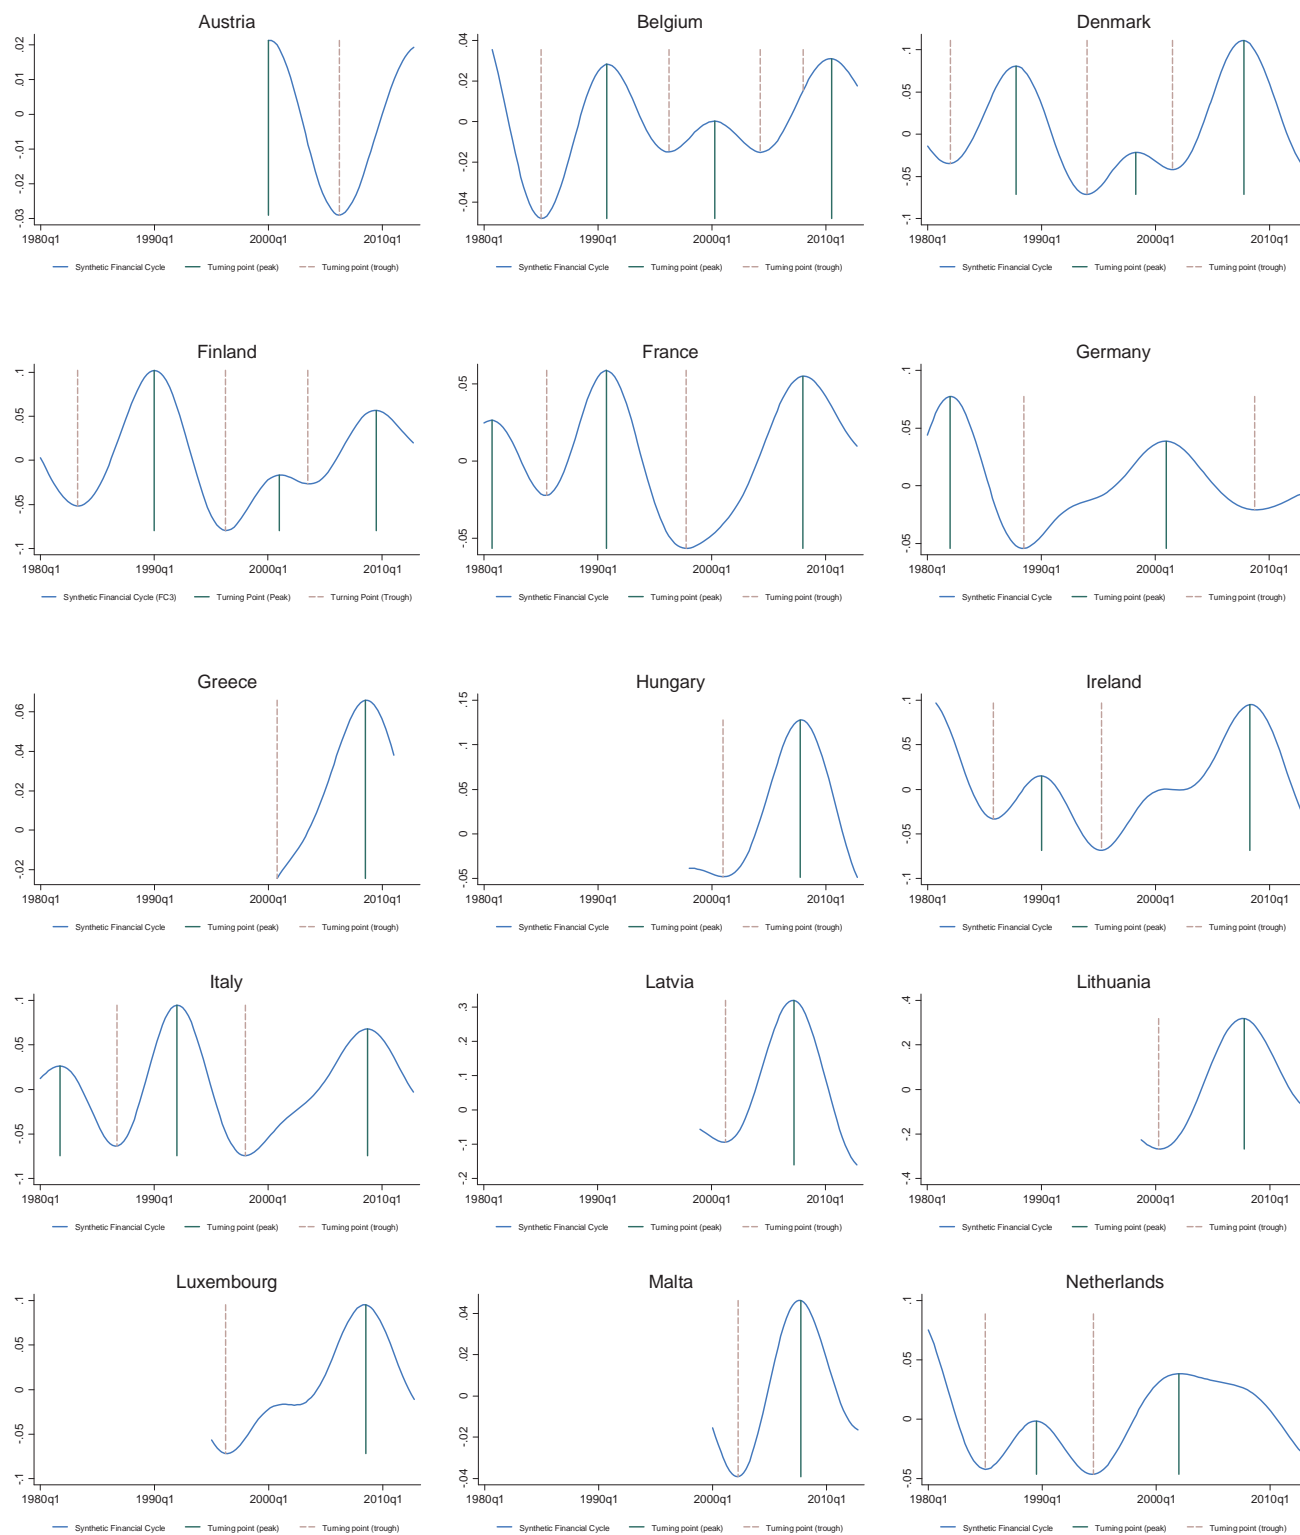 Austria
.02
.01
0
-.01
-.02
-.03
1980q1 1990q1 2000q1 2010q1
Synthetic Financial Cycle Turning point (peak) Turning point (trough)
Belgium
.04
.02
0
-.02
-.04
1980q1 1990q1 2000q1 2010q1
Synthetic Financial Cycle Turning point (peak) Turning point (trough)
Denmark
.1
.05
0
-.05
-.1
1980q1 1990q1 2000q1 2010q1
Synthetic Financial Cycle Turning point (peak) Turning point (trough)
Finland
.1
.05
0
-.05
-.1
1980q1 1990q1 2000q1 2010q1
Synthetic Financial Cycle (FC3) Turning Point (Peak) Turning Point (Trough)
France
.05
0
-.05
1980q1 1990q1 2000q1 2010q1
Synthetic Financial Cycle Turning point (peak) Turning point (trough)
Germany
.1
.05
0
-.05
1980q1 1990q1 2000q1 2010q1
Synthetic Financial Cycle Turning point (peak) Turning point (trough)
Greece
.06
.04
.02
0
-.02
1980q1 1990q1 2000q1 2010q1
Synthetic Financial Cycle Turning point (peak) Turning point (trough)
Hungary
.15
.1
.05
0
-.05
1980q1 1990q1 2000q1 2010q1
Synthetic Financial Cycle Turning point (peak) Turning point (trough)
Ireland
.1
.05
0
-.05
-.1
1980q1 1990q1 2000q1 2010q1
Synthetic Financial Cycle Turning point (peak) Turning point (trough)
Italy
.1
.05
0
-.05
-.1
1980q1 1990q1 2000q1 2010q1
Synthetic Financial Cycle Turning point (peak) Turning point (trough)
Latvia
.3
.2
.1
0
-.1
-.2
1980q1 1990q1 2000q1 2010q1
Synthetic Financial Cycle Turning point (peak) Turning point (trough)
Lithuania
.4
.2
0
-.2
-.4
1980q1 1990q1 2000q1 2010q1
Synthetic Financial Cycle Turning point (peak) Turning point (trough)
Luxembourg
.1
.05
0
-.05
-.1
1980q1 1990q1 2000q1 2010q1
Synthetic Financial Cycle Turning point (peak) Turning point (trough)
Malta
.04
.02
0
-.02
-.04
1980q1 1990q1 2000q1 2010q1
Synthetic Financial Cycle Turning point (peak) Turning point (trough)
Netherlands
.1
.05
0
-.05
1980q1 1990q1 2000q1 2010q1
Synthetic Financial Cycle Turning point (peak) Turning point (trough)